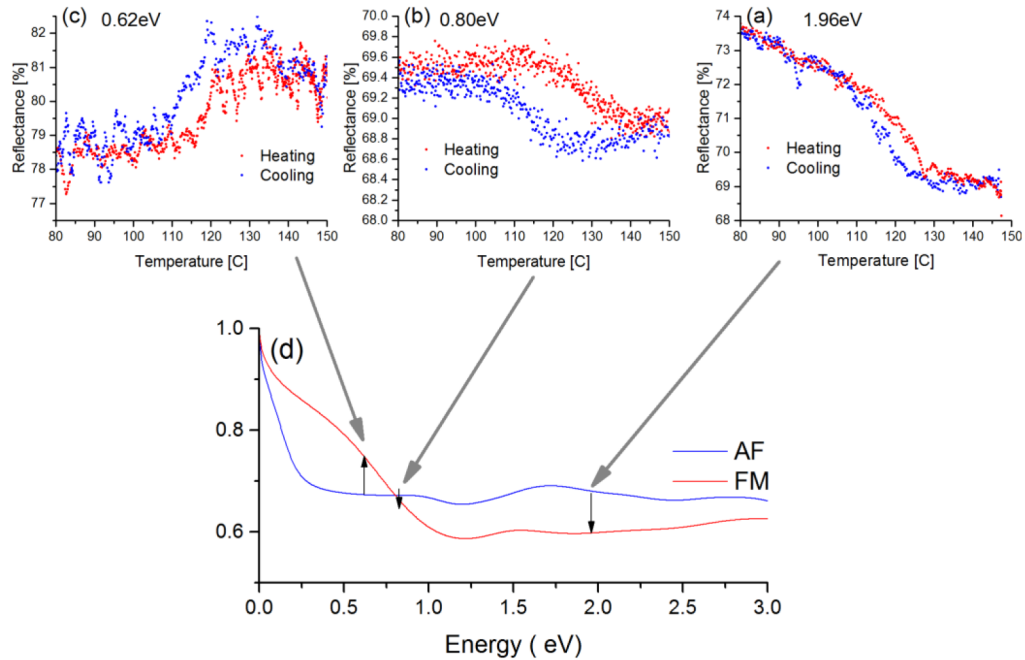 (c) 0.62eV
82
81
80
79
78
77
Reflectance [%]
Heating
Cooling
80 90 100 110 120 130 140 150
Temperature [C]
(b) 0.80eV
70.0
69.8
69.6
69.4
69.2
69.0
68.8
68.6
68.4
68.2
68.0
Reflectance [%]
Heating
Cooling
80 90 100 110 120 130 140 150
Temperature [C]
(a) 1.96eV
74
73
72
71
70
69
68
Reflectance [%]
Heating
Cooling
80 90 100 110 120 130 140 150
Temperature [C]
(d)
1.0
0.8
0.6
AF
FM
0.0 0.5 1.0 1.5 2.0 2.5 3.0
Energy ( eV)